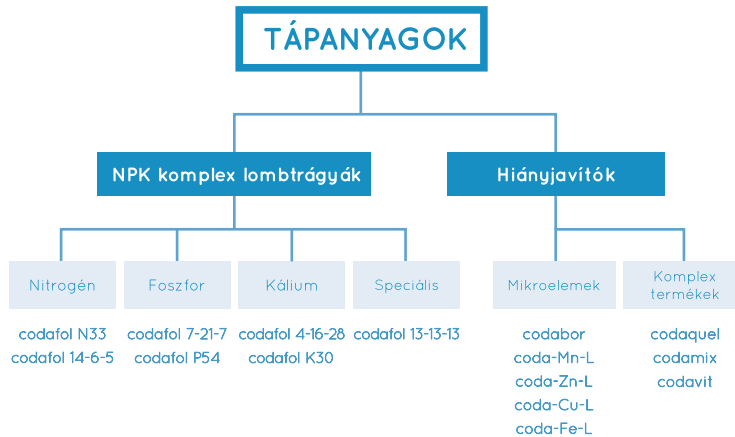 TÁPANYAGOK
NPK komplex lombtrágyák
Hiányjavítók
Nitrogén
Foszfor
Kálium
Speciális
Mikroelemek
Komplex
termékek
codafol N33
codafol 14-6-5
codafol 7-21-7
codafol P54
codafol 4-16-28
codafol K30
codafol 13-13-13
codabor
coda-Mn-L
coda-Zn-L
coda-Cu-L
coda-Fe-L
codaquel
codamix
codavit